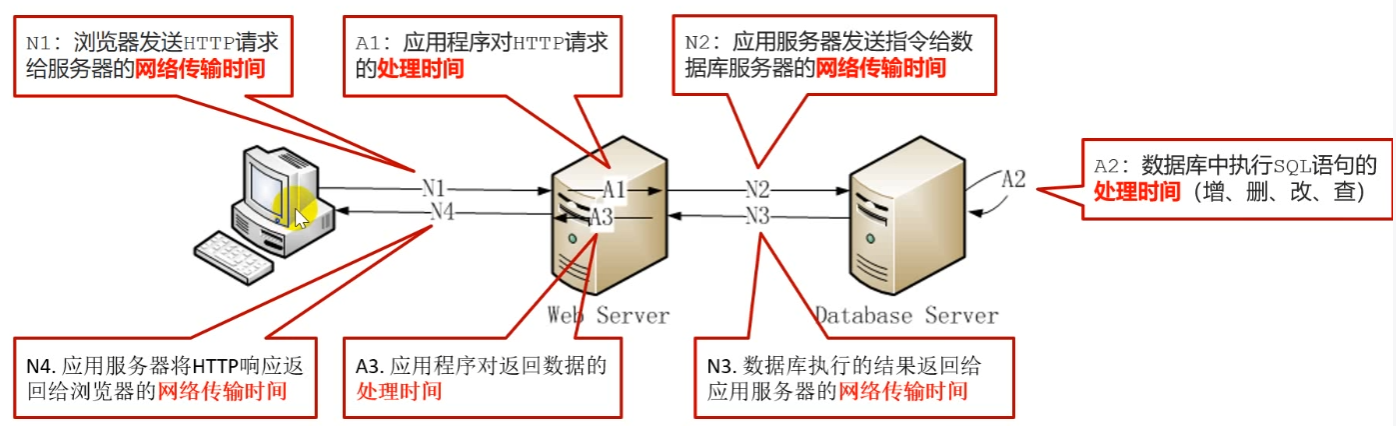 N1：浏览器发送HTTP请求
给服务器的网络传输时间
A1：应用程序对HTTP请求
的处理时间
N2：应用服务器发送指令给数
据库服务器的网络传输时间
A2：数据库中执行SQL语句的
处理时间（增、删、改、查）
N1
A1
N2
A2
N4
A3
N3
Web Server
Database Server
N4. 应用服务器将HTTP响应返
回给浏览器的网络传输时间
A3. 应用程序对返回数据的
处理时间
N3. 数据库执行的结果返回给
应用服务器的网络传输时间